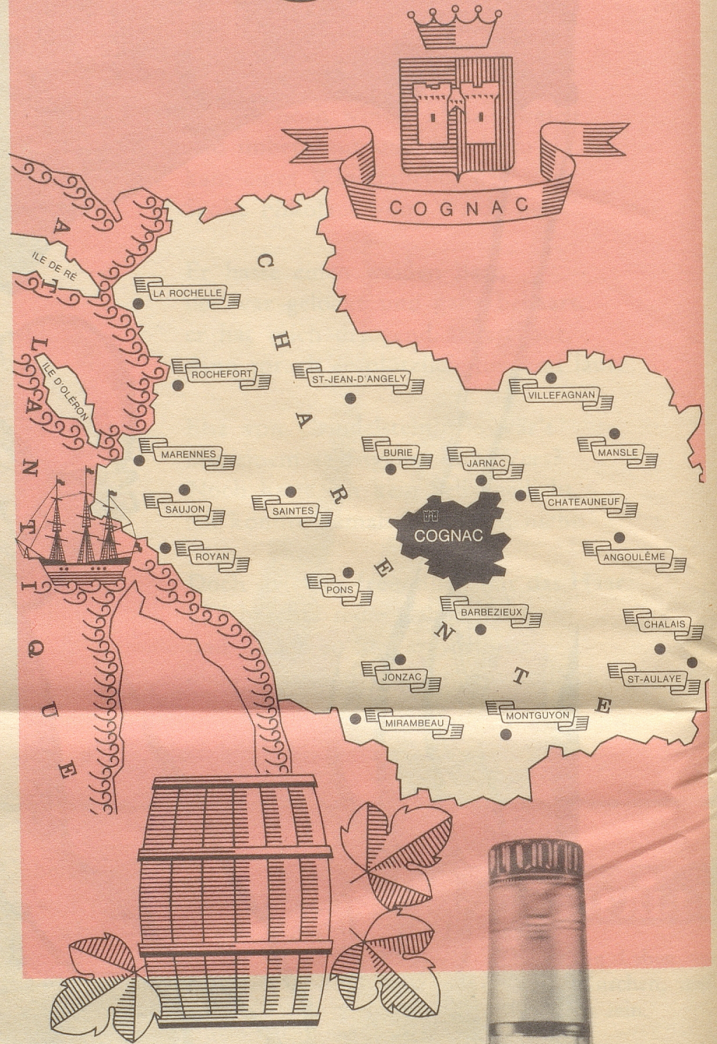 COGNAC
ATLANTIQUE
ILE DE RÉ
CHARENTE
LA ROCHELLE
ILE D'OLÉRON
ROCHEFORT
ST-JEAN-D'ANGELY
VILLEFAGNAN
MARENNES
BURIE
JARNAC
MANSLE
SAUJON
SAINTES
CHATEAUNEUF
COGNAC
ROYAN
ANGOULÊME
PONS
BARBEZIEUX
CHALAIS
JONZAC
ST-AULAYE
MIRAMBEAU
MONTGUYON